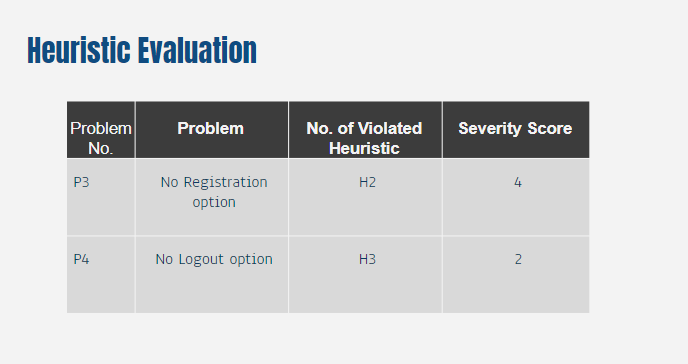 Heuristic Evaluation
Problem No.
Problem
No. of Violated Heuristic
Severity Score
P3
No Registration option
H2
4
P4
No Logout option
H3
2